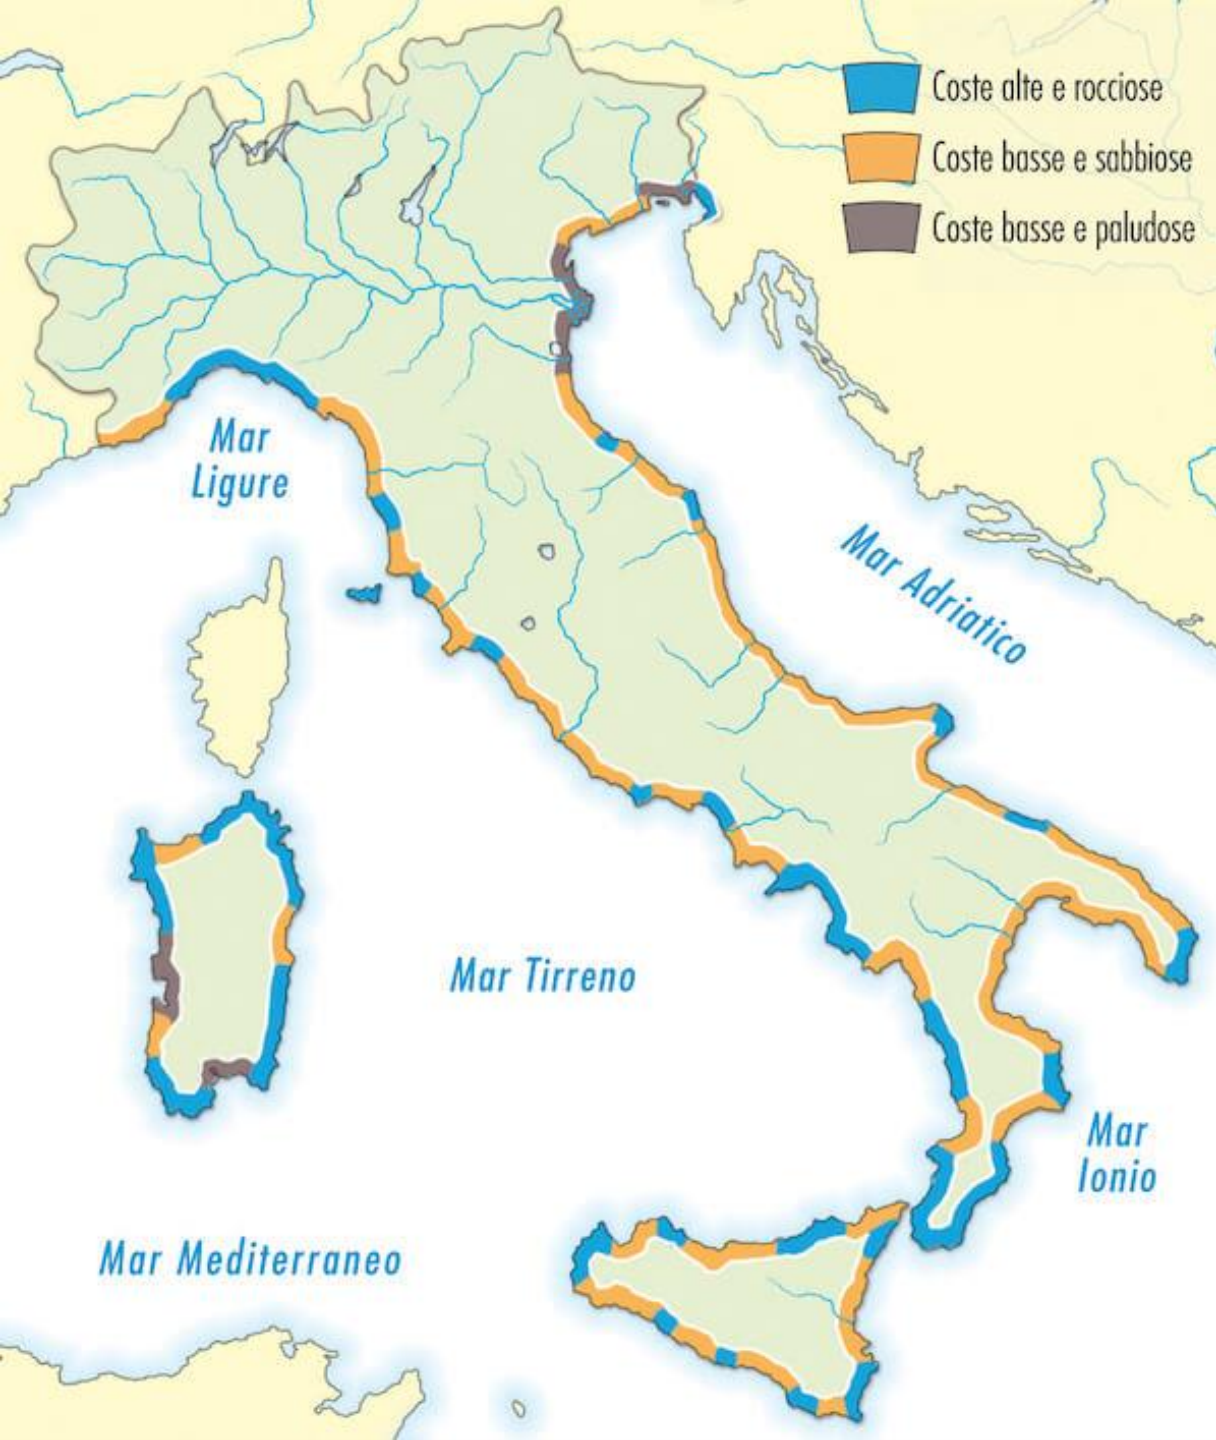 Coste alte e rocciose
Coste basse e sabbiose
Coste basse e paludose
Mar
Ligure
Mar Adriatico
Mar Tirreno
Mar
Ionio
Mar Mediterraneo